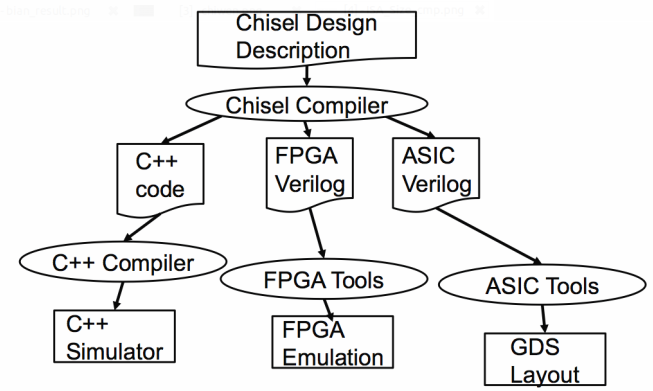 Chisel Design
Description
Chisel Compiler
C++
code
FPGA
Verilog
ASIC
Verilog
C++ Compiler
FPGA Tools
ASIC Tools
C++
Simulator
FPGA
Emulation
GDS
Layout